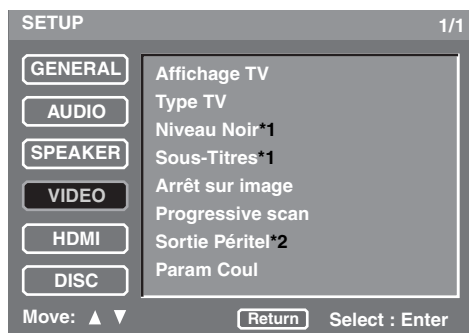 SETUP 1/1
GENERAL
AUDIO
SPEAKER
VIDEO
HDMI
DISC
Affichage TV
Type TV
Niveau Noir*1
Sous-Titres*1
Arrêt sur image
Progressive scan
Sortie Péritel*2
Param Coul
Move: ▲ ▼ Return Select : Enter